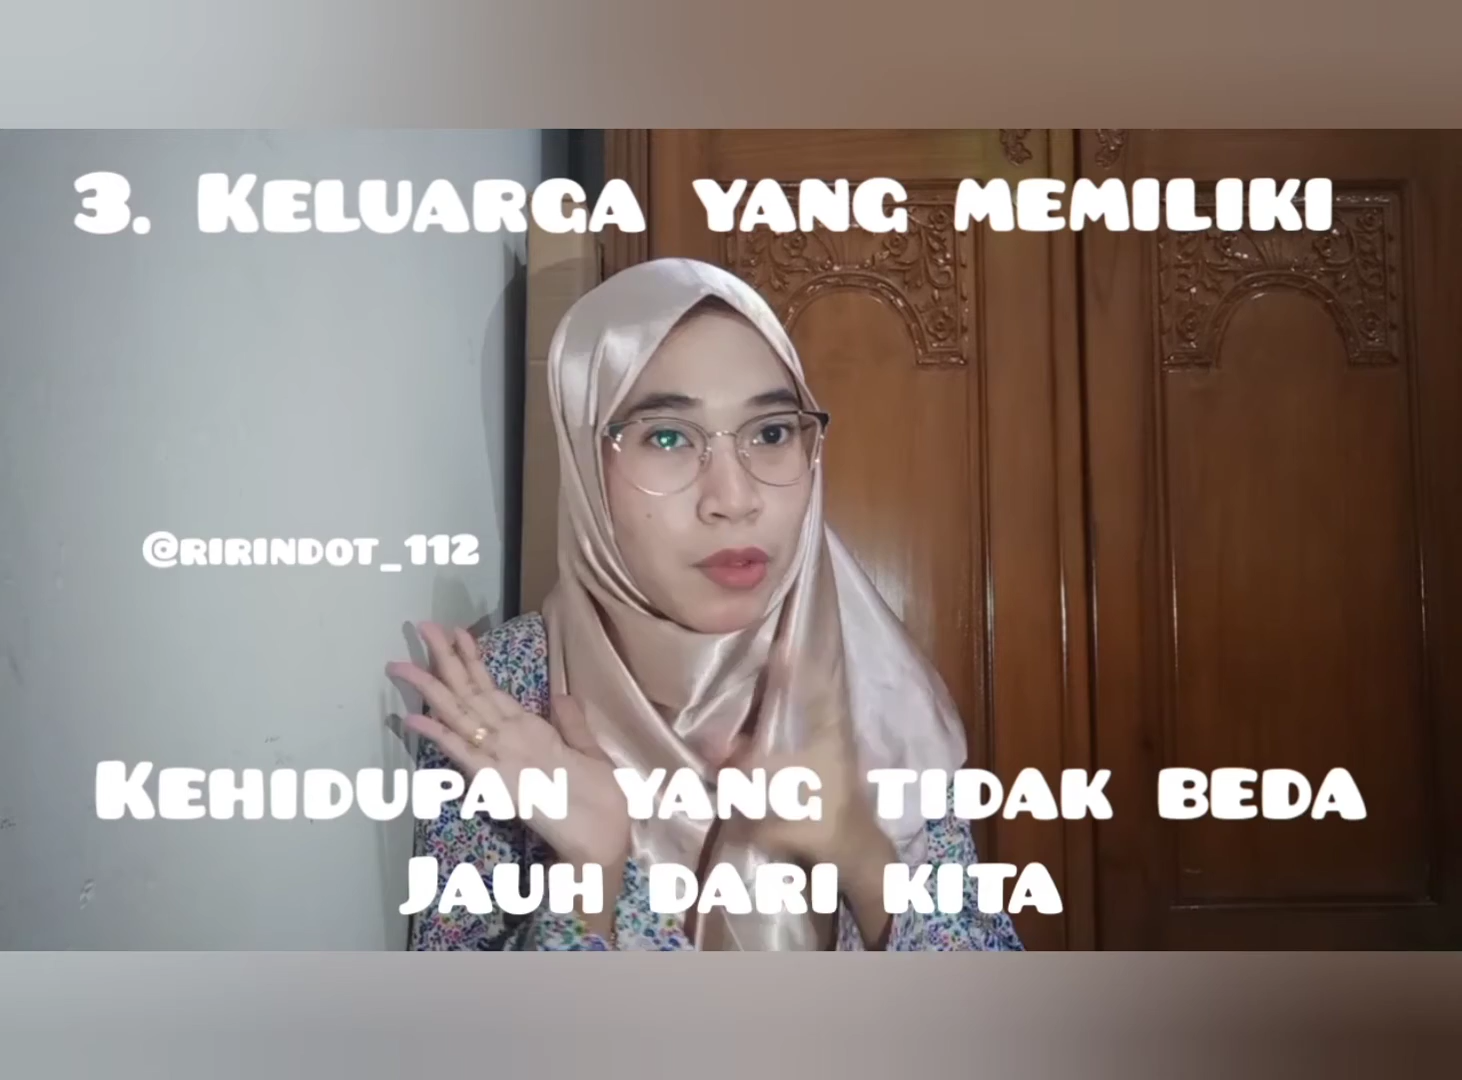 3. Keluarga yang memiliki
@ririndot_112
Kehidupan yang tidak beda
Jauh dari kita